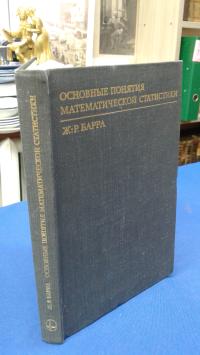 ОСНОВНЫЕ ПОНЯТИЯ
МАТЕМАТИЧЕСКОЙ СТАТИСТИКИ
Ж.-Р. БАРРА
Ж.-Р. БАРРА ОСНОВНЫЕ ПОНЯТИЯ МАТЕМАТИЧЕСКОЙ СТАТИСТИКИ